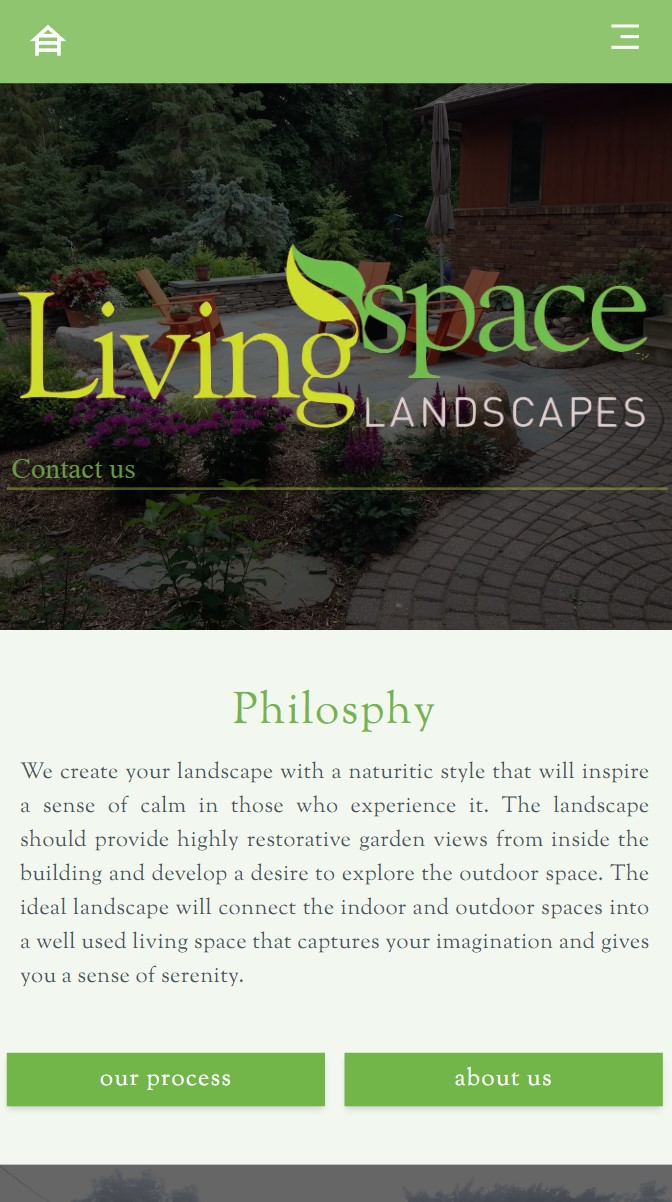 Living space
LANDSCAPES
Contact us
Philosphy
We create your landscape with a naturitic style that will inspire
a sense of calm in those who experience it. The landscape
should provide highly restorative garden views from inside the
building and develop a desire to explore the outdoor space. The
ideal landscape will connect the indoor and outdoor spaces into
a well used living space that captures your imagination and gives
you a sense of serenity.
our process
about us